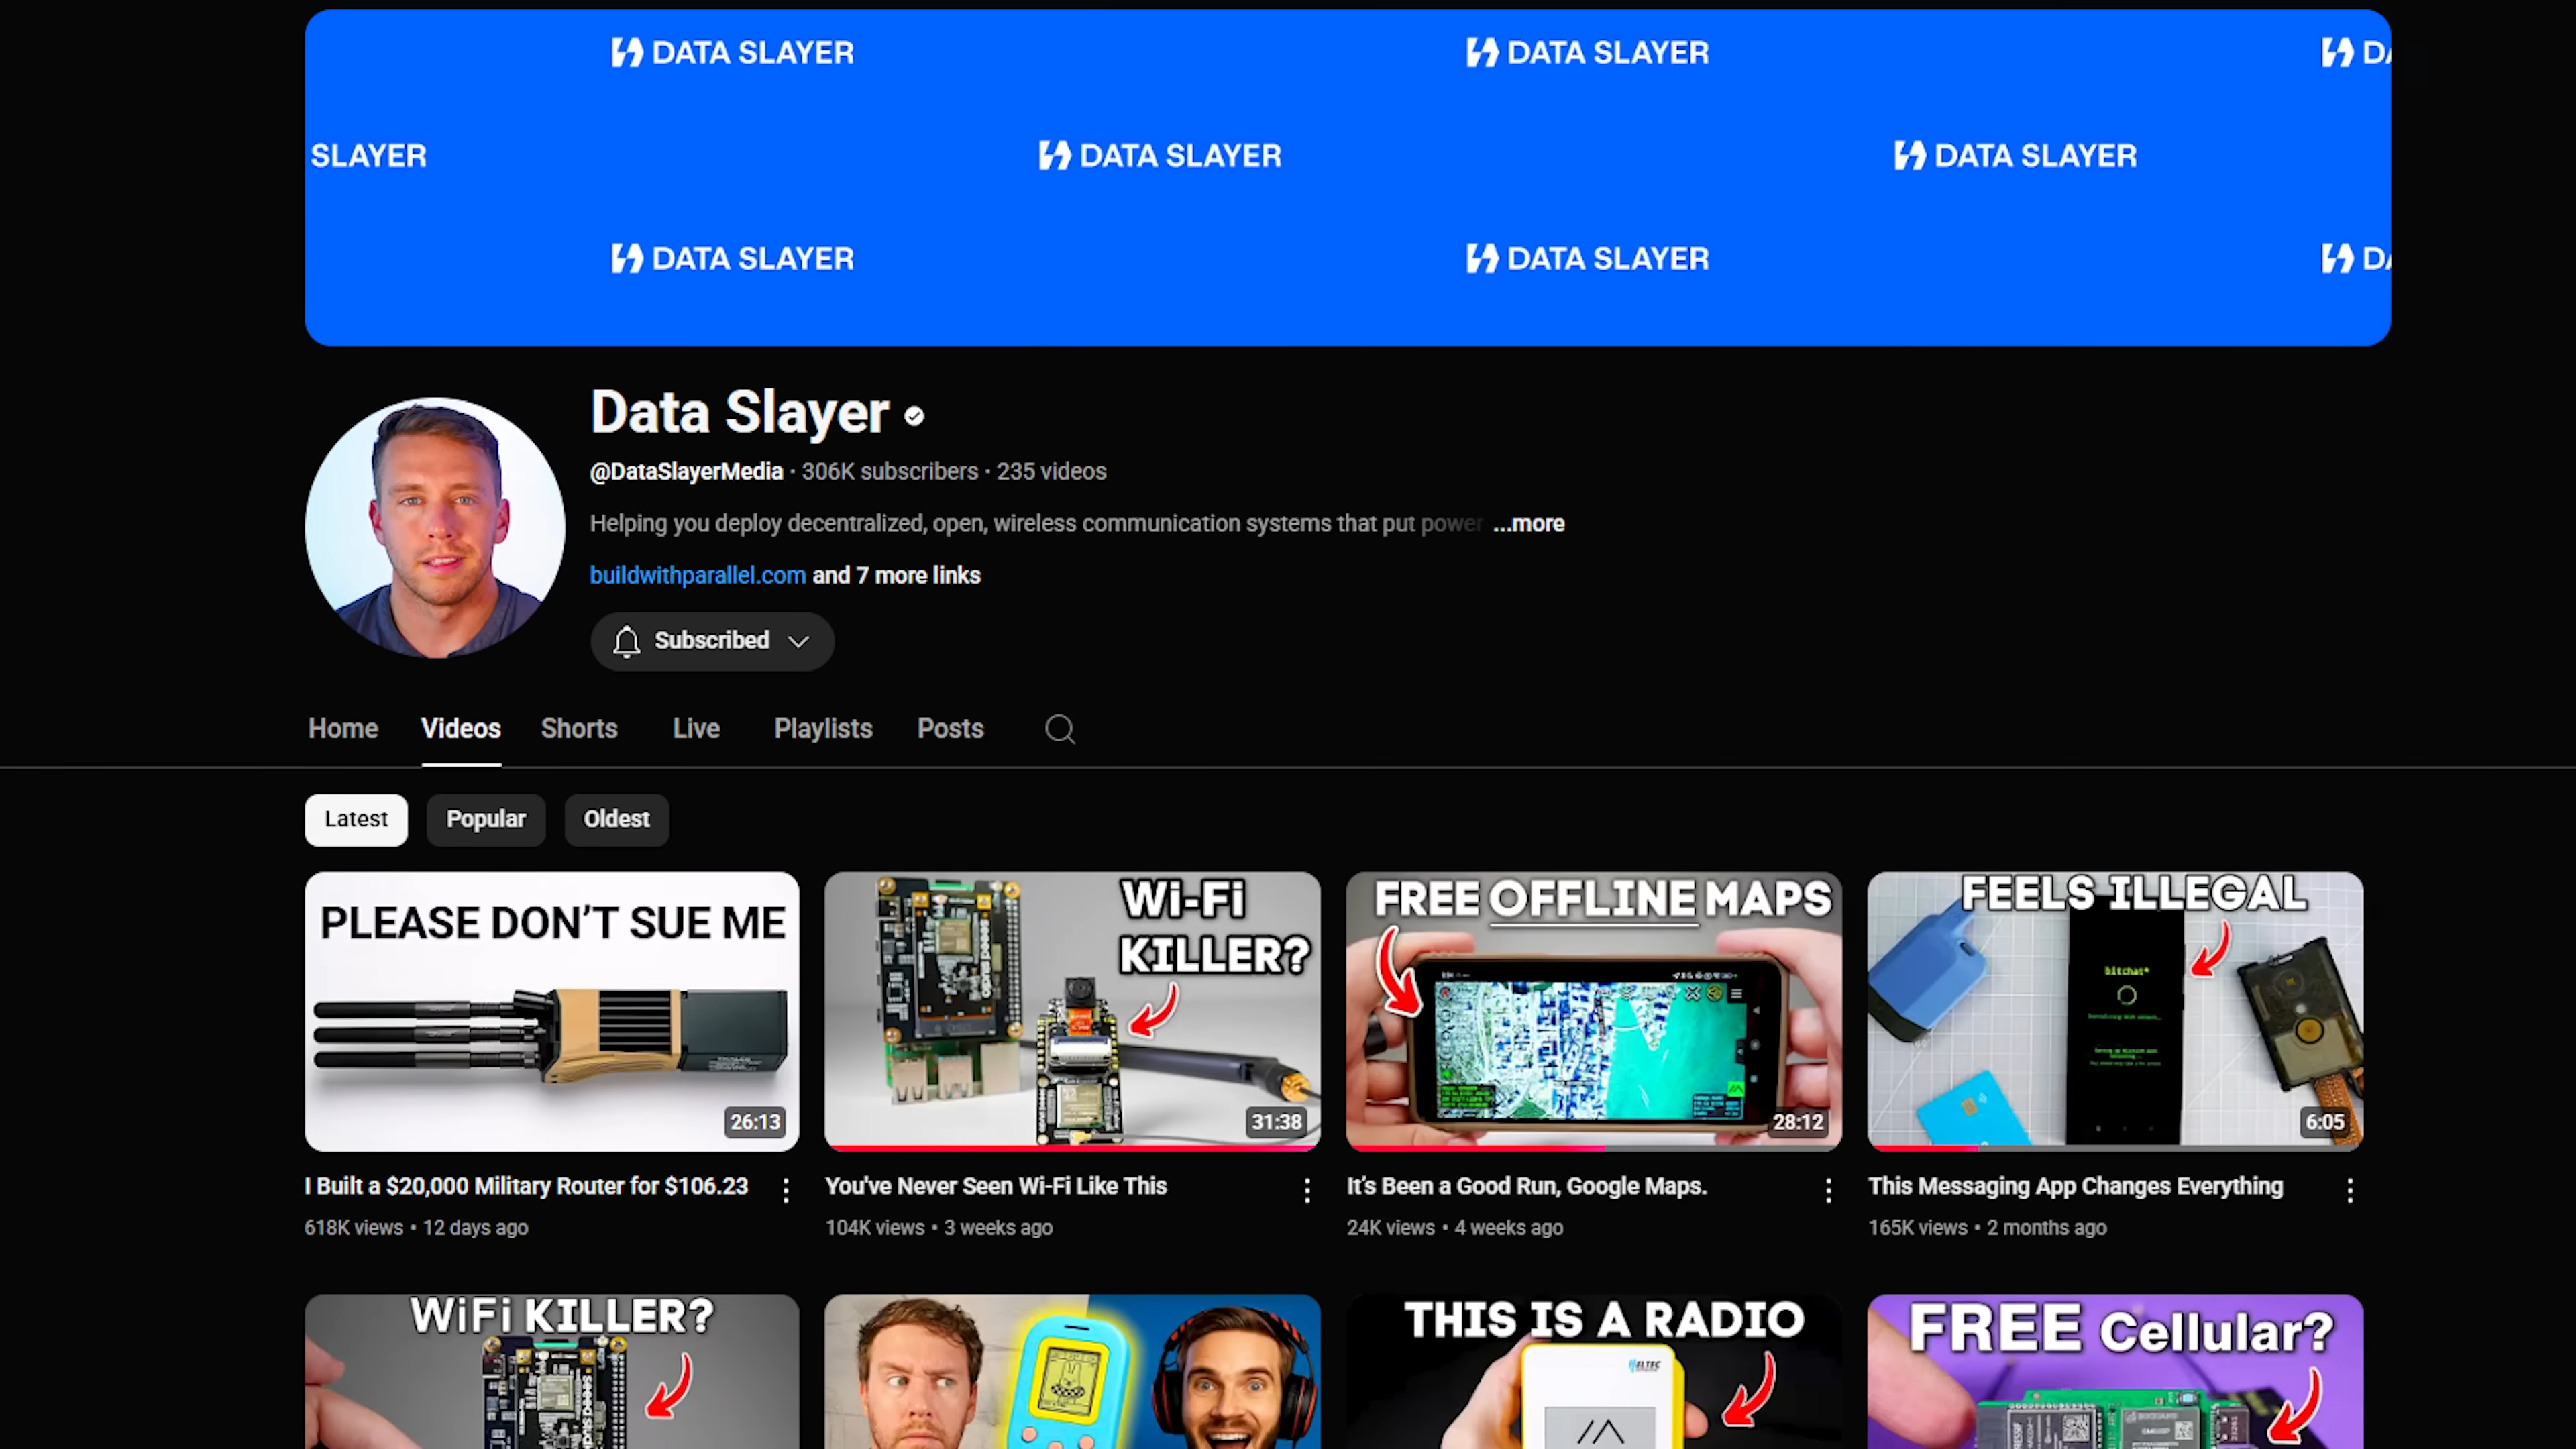 DATA SLAYER DATA SLAYER DA
SLAYER DATA SLAYER DATA SLAYER
DATA SLAYER DATA SLAYER DA
Data Slayer
@DataSlayerMedia · 306K subscribers · 235 videos
Helping you deploy decentralized, open, wireless communication systems that put power ...more
buildwithparallel.com and 7 more links
Subscribed
Home Videos Shorts Live Playlists Posts
Latest Popular Oldest
PLEASE DON'T SUE ME
26:13
Wi-Fi
KILLER?
31:38
FREE OFFLINE MAPS
28:12
FEELS ILLEGAL
bitchat*
6:05
I Built a $20,000 Military Router for $106.23
618K views • 12 days ago
You've Never Seen Wi-Fi Like This
104K views • 3 weeks ago
It's Been a Good Run, Google Maps.
24K views • 4 weeks ago
This Messaging App Changes Everything
165K views • 2 months ago
WiFi KILLER?
seeed studio
THIS IS A RADIO
HELTEC
FREE Cellular?